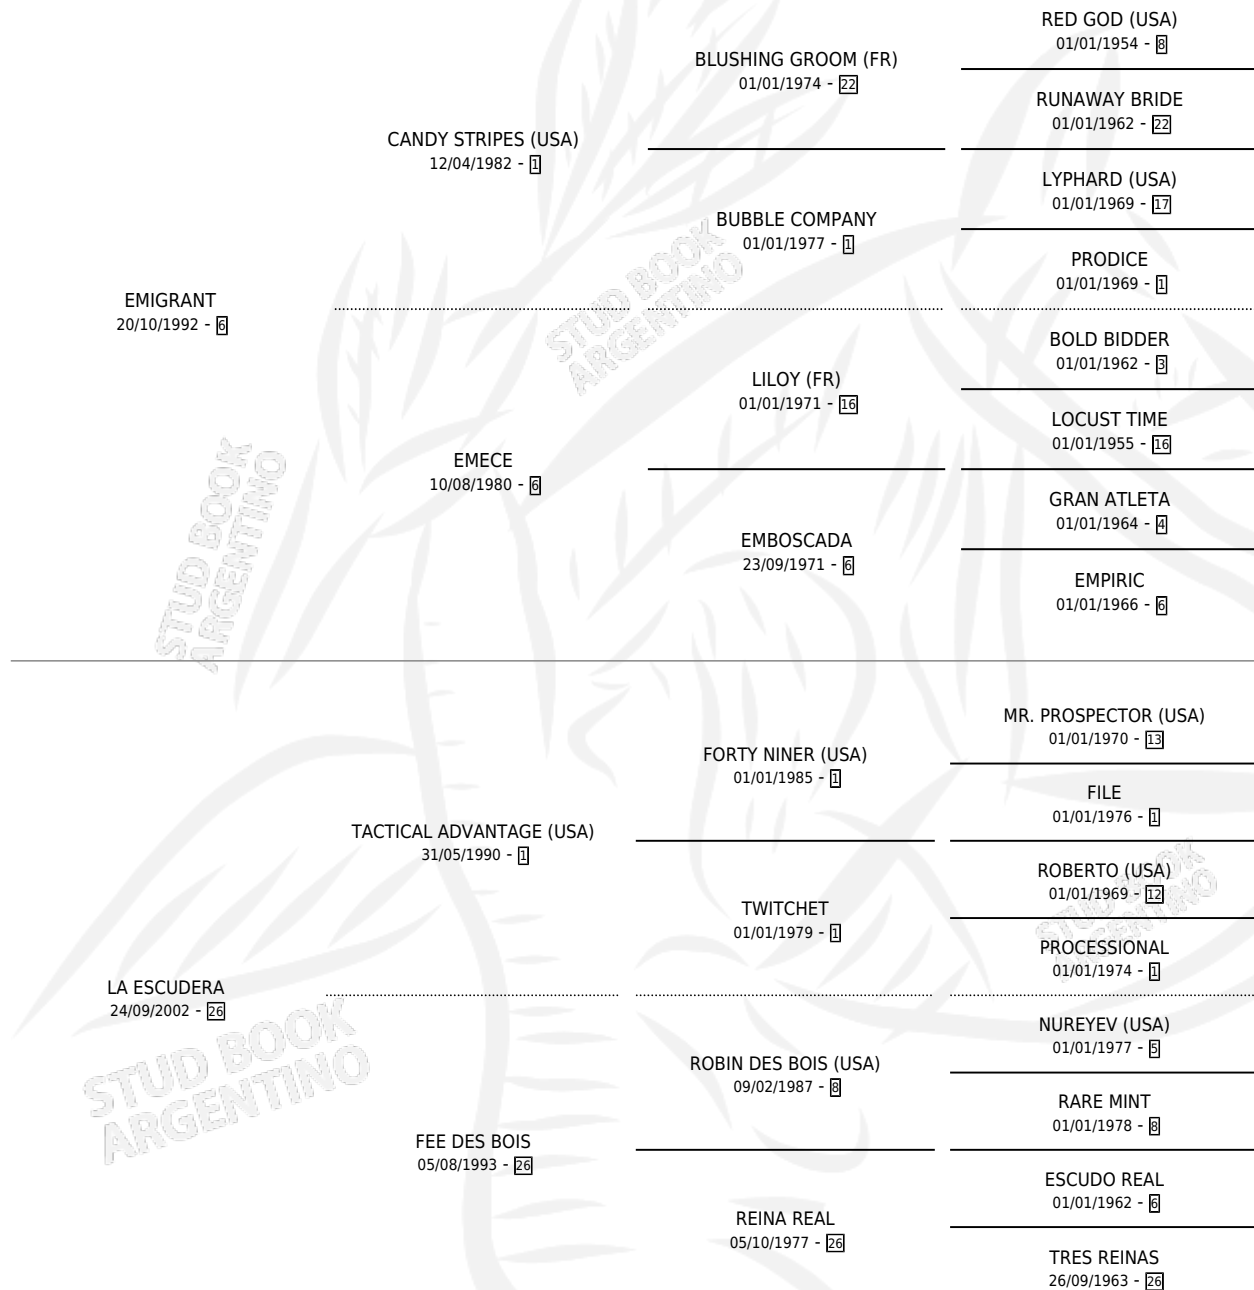 RED GOD (USA)
01/01/1954 - 8
BLUSHING GROOM (FR)
01/01/1974 - 22
RUNAWAY BRIDE
01/01/1962 - 22
CANDY STRIPES (USA)
12/04/1982 - 1
LYPHARD (USA)
01/01/1969 - 17
BUBBLE COMPANY
01/01/1977 - 1
PRODICE
01/01/1969 - 1
EMIGRANT
20/10/1992 - 6
STUD BOOK
ARGENTINO
BOLD BIDDER
01/01/1962 - 3
LILOY (FR)
01/01/1971 - 16
LOCUST TIME
01/01/1955 - 16
EMECE
10/08/1980 - 6
GRAN ATLETA
01/01/1964 - 4
EMBOSCADA
23/09/1971 - 6
EMPIRIC
01/01/1966 - 6
STUD BOOK
ARGENTINO
MR. PROSPECTOR (USA)
01/01/1970 - 13
FORTY NINER (USA)
01/01/1985 - 1
FILE
01/01/1976 - 1
TACTICAL ADVANTAGE (USA)
31/05/1990 - 1
ROBERTO (USA)
01/01/1969 - 12
TWITCHET
01/01/1979 - 1
STUD BOOK
ARGENTINO
PROCESSIONAL
01/01/1974 - 1
LA ESCUDERA
24/09/2002 - 26
STUD BOOK
ARGENTINO
NUREYEV (USA)
01/01/1977 - 5
ROBIN DES BOIS (USA)
09/02/1987 - 8
RARE MINT
01/01/1978 - 8
FEE DES BOIS
05/08/1993 - 26
ESCUDO REAL
01/01/1962 - 6
REINA REAL
05/10/1977 - 26
TRES REINAS
26/09/1963 - 26